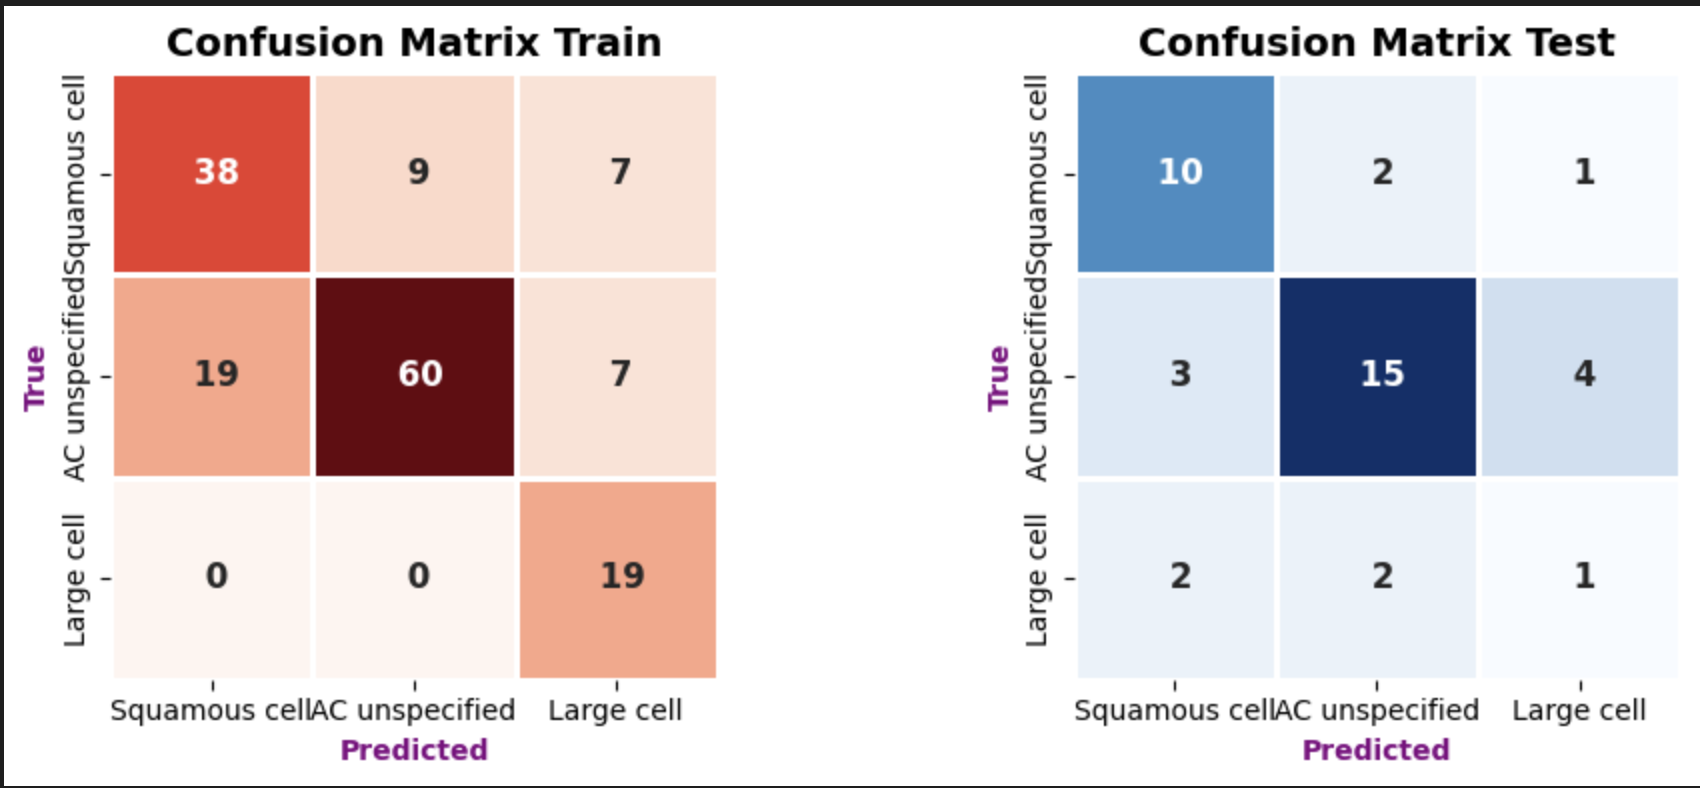 Confusion Matrix Train
True
Squamous cell
AC unspecified
Large cell
38 9 7
19 60 7
0 0 19
Squamous cell AC unspecified Large cell
Predicted
Confusion Matrix Test
True
Squamous cell
AC unspecified
Large cell
10 2 1
3 15 4
2 2 1
Squamous cell AC unspecified Large cell
Predicted